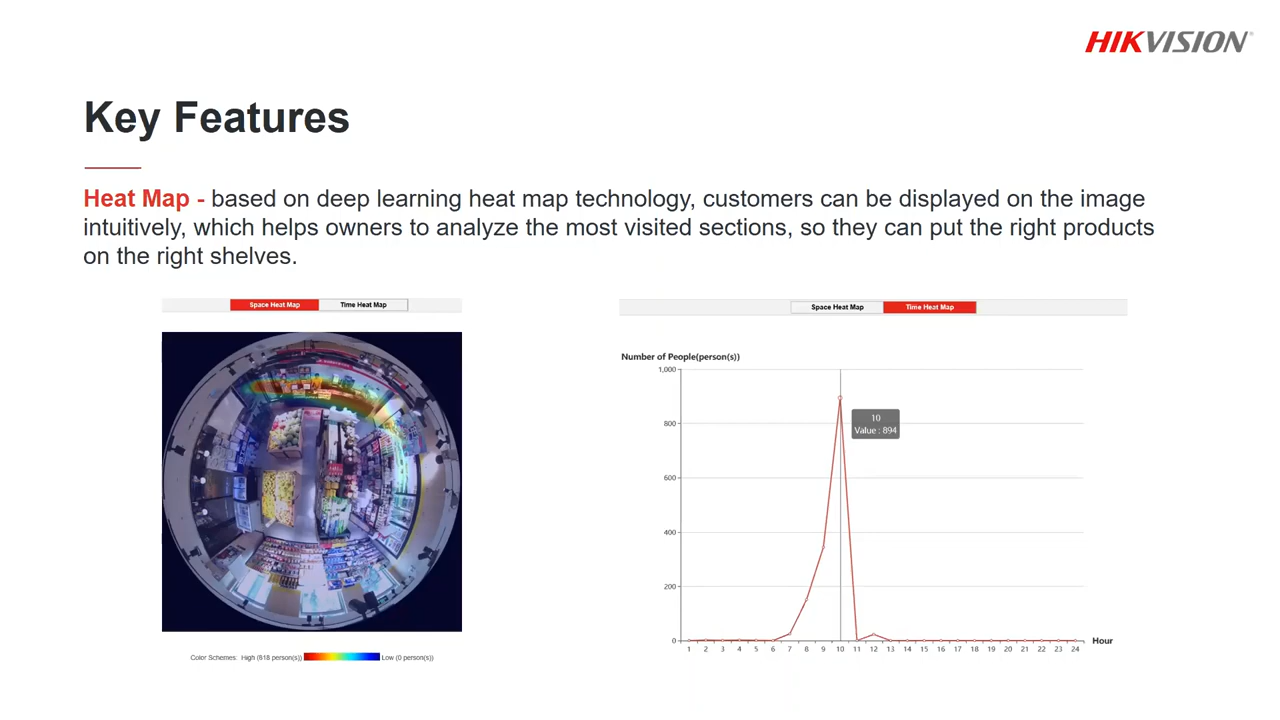 HIKVISION
Key Features
Heat Map - based on deep learning heat map technology, customers can be displayed on the image
intuitively, which helps owners to analyze the most visited sections, so they can put the right products
on the right shelves.
Space Heat Map Time Heat Map
Color Schemes: High (818 person(s)) Low (0 person(s))
Space Heat Map Time Heat Map
Number of People(person(s))
1,000
800
600
400
200
0
10
Value : 894
Hour
1 2 3 4 5 6 7 8 9 10 11 12 13 14 15 16 17 18 19 20 21 22 23 24